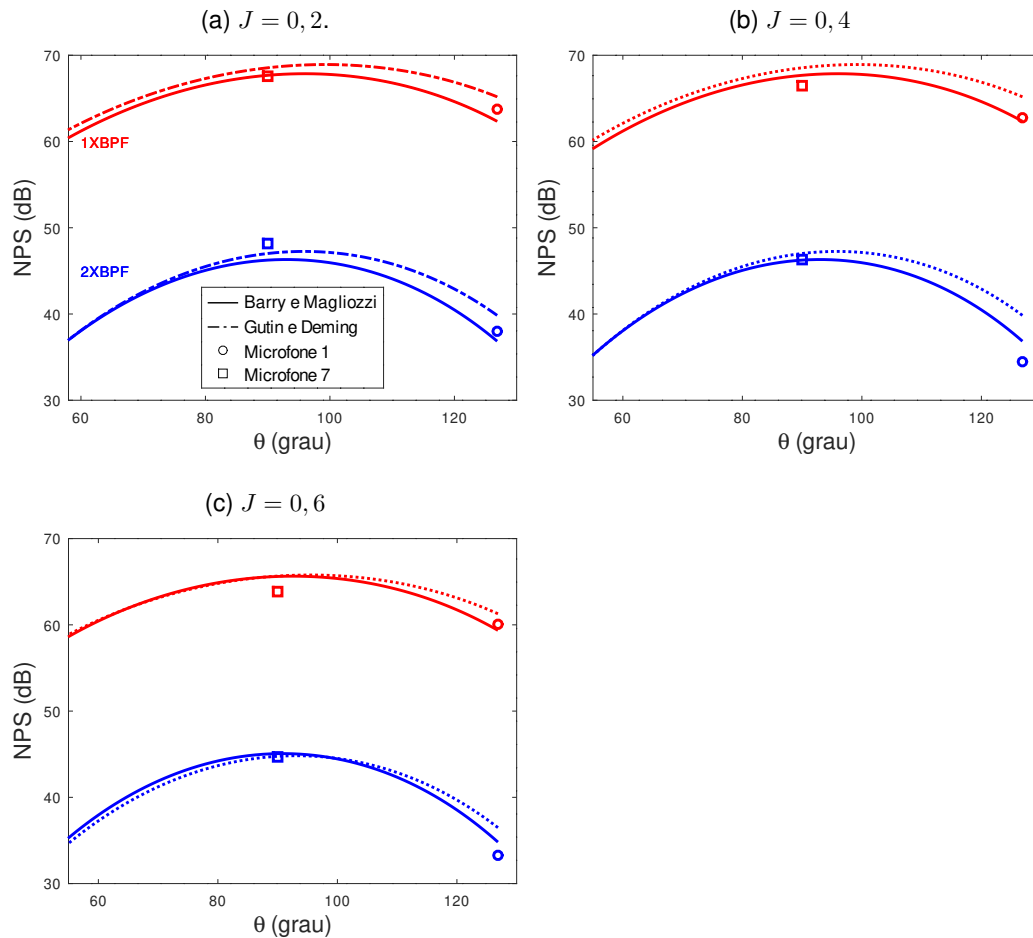 (a) J = 0, 2.
70
60
50
40
30
NPS (dB)
1XBPF
2XBPF
Barry e Magliozzi
Gutin e Deming
Microfone 1
Microfone 7
60 80 100 120
θ (grau)
(b) J = 0, 4
70
60
50
40
30
NPS (dB)
60 80 100 120
θ (grau)
(c) J = 0, 6
70
60
50
40
30
NPS (dB)
60 80 100 120
θ (grau)